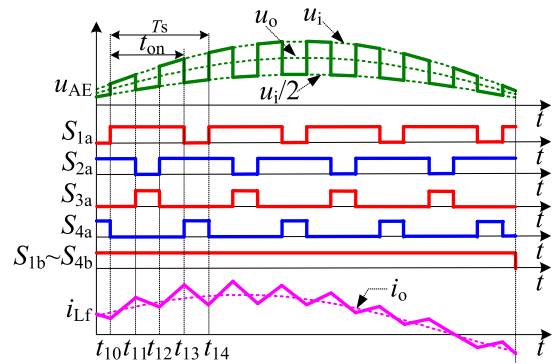 Ts
ton
uo
ui
uAE
ui/2
t
S1a
t
S2a
t
S3a
t
S4a
t
S1b~S4b
t
iLf
io
t
t10 t11 t12 t13 t14